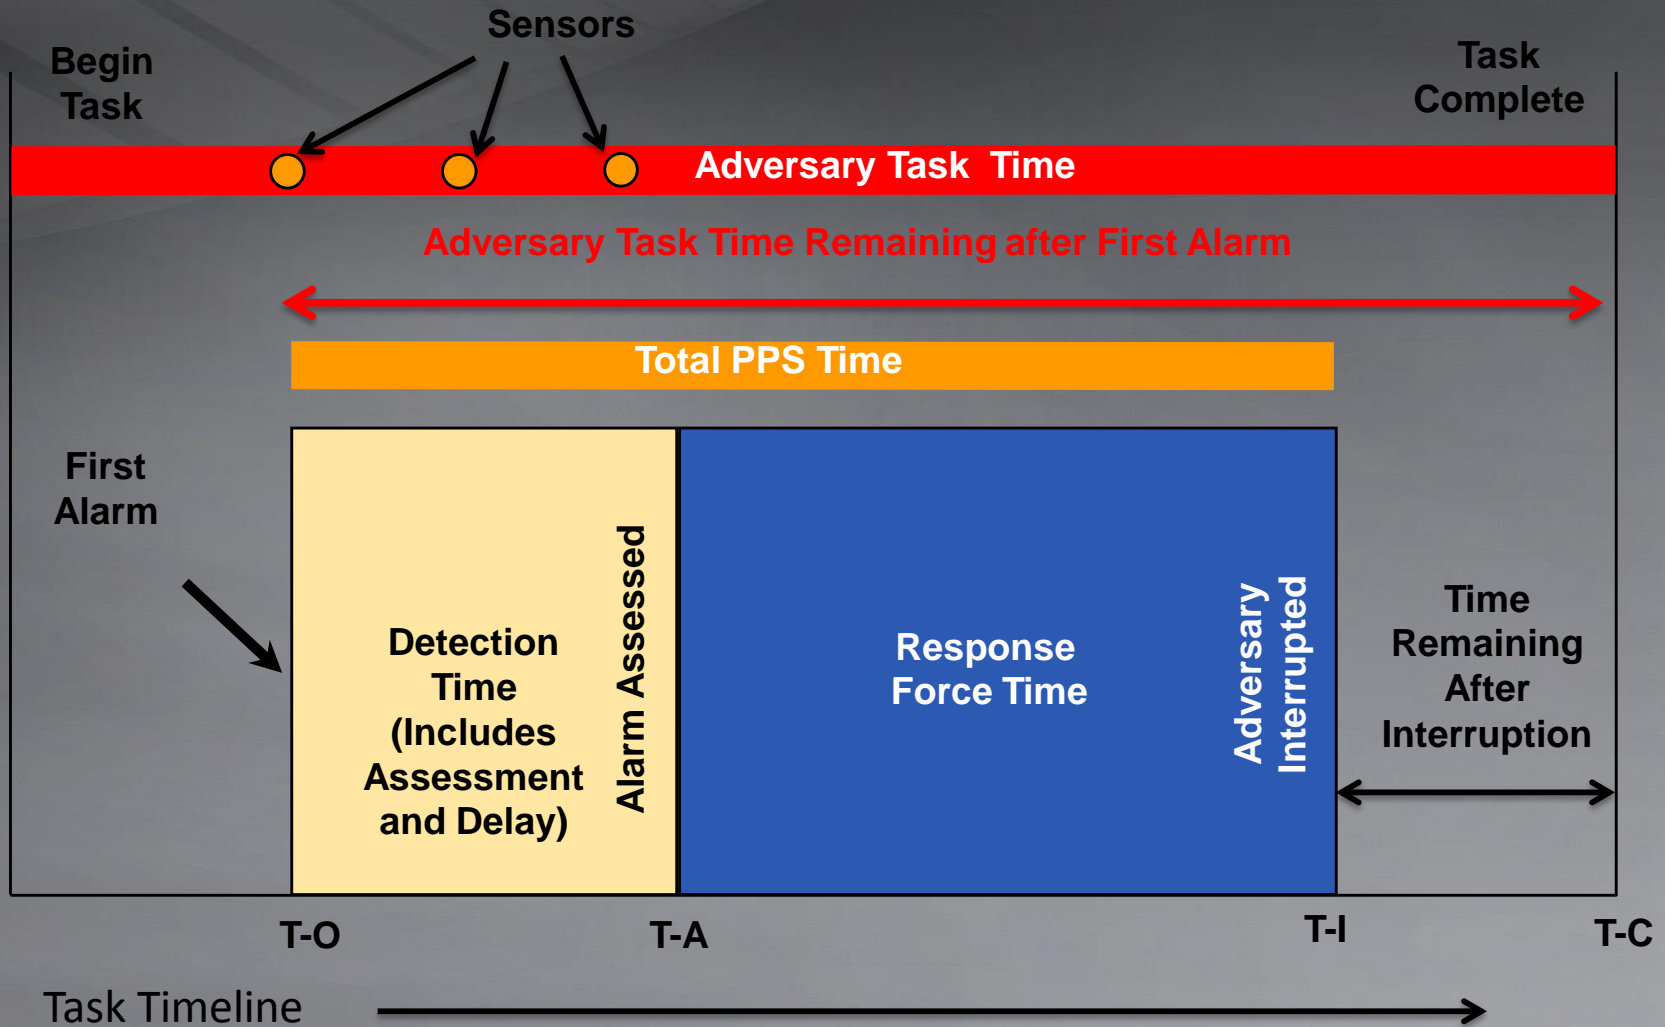 Sensors
Begin
Task
Task
Complete
Adversary Task Time
Adversary Task Time Remaining after First Alarm
Total PPS Time
First
Alarm
Detection
Time
(Includes
Assessment
and Delay)
Alarm Assessed
Response
Force Time
Adversary
Interrupted
Time
Remaining
After
Interruption
T-O
T-A
T-I
T-C
Task Timeline